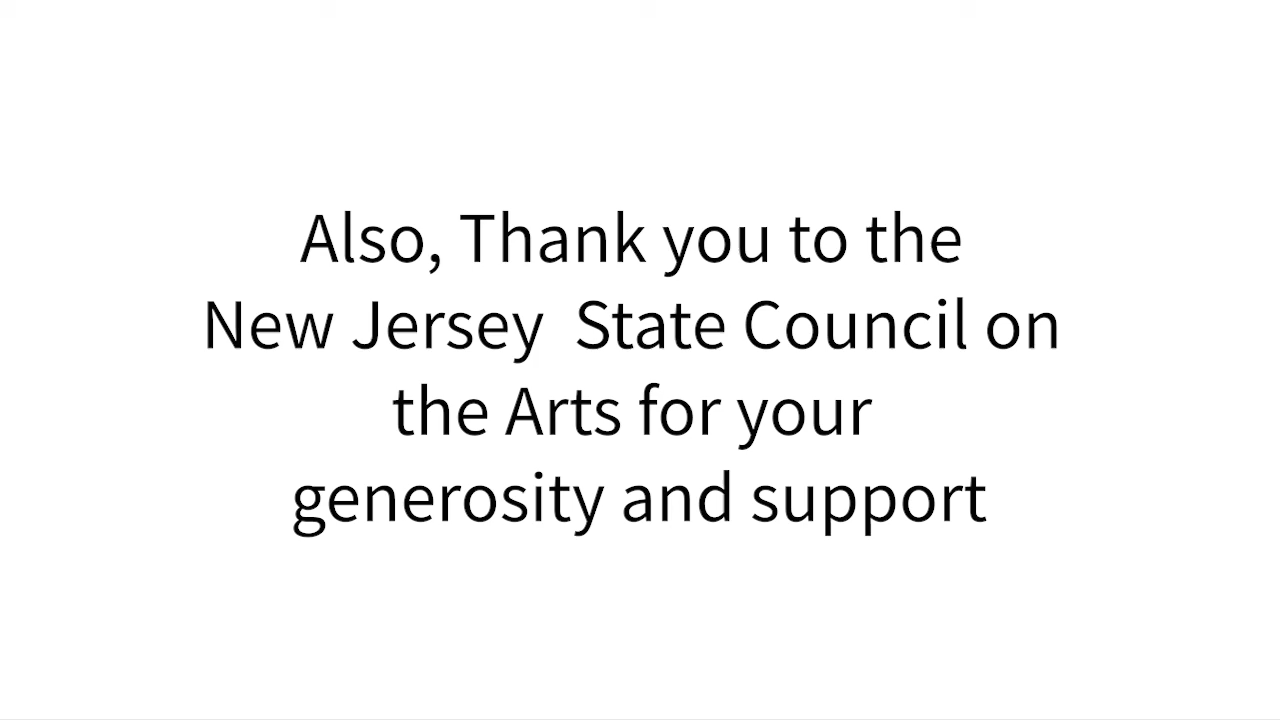 Also, Thank you to the
New Jersey  State Council on
the Arts for your
generosity and support